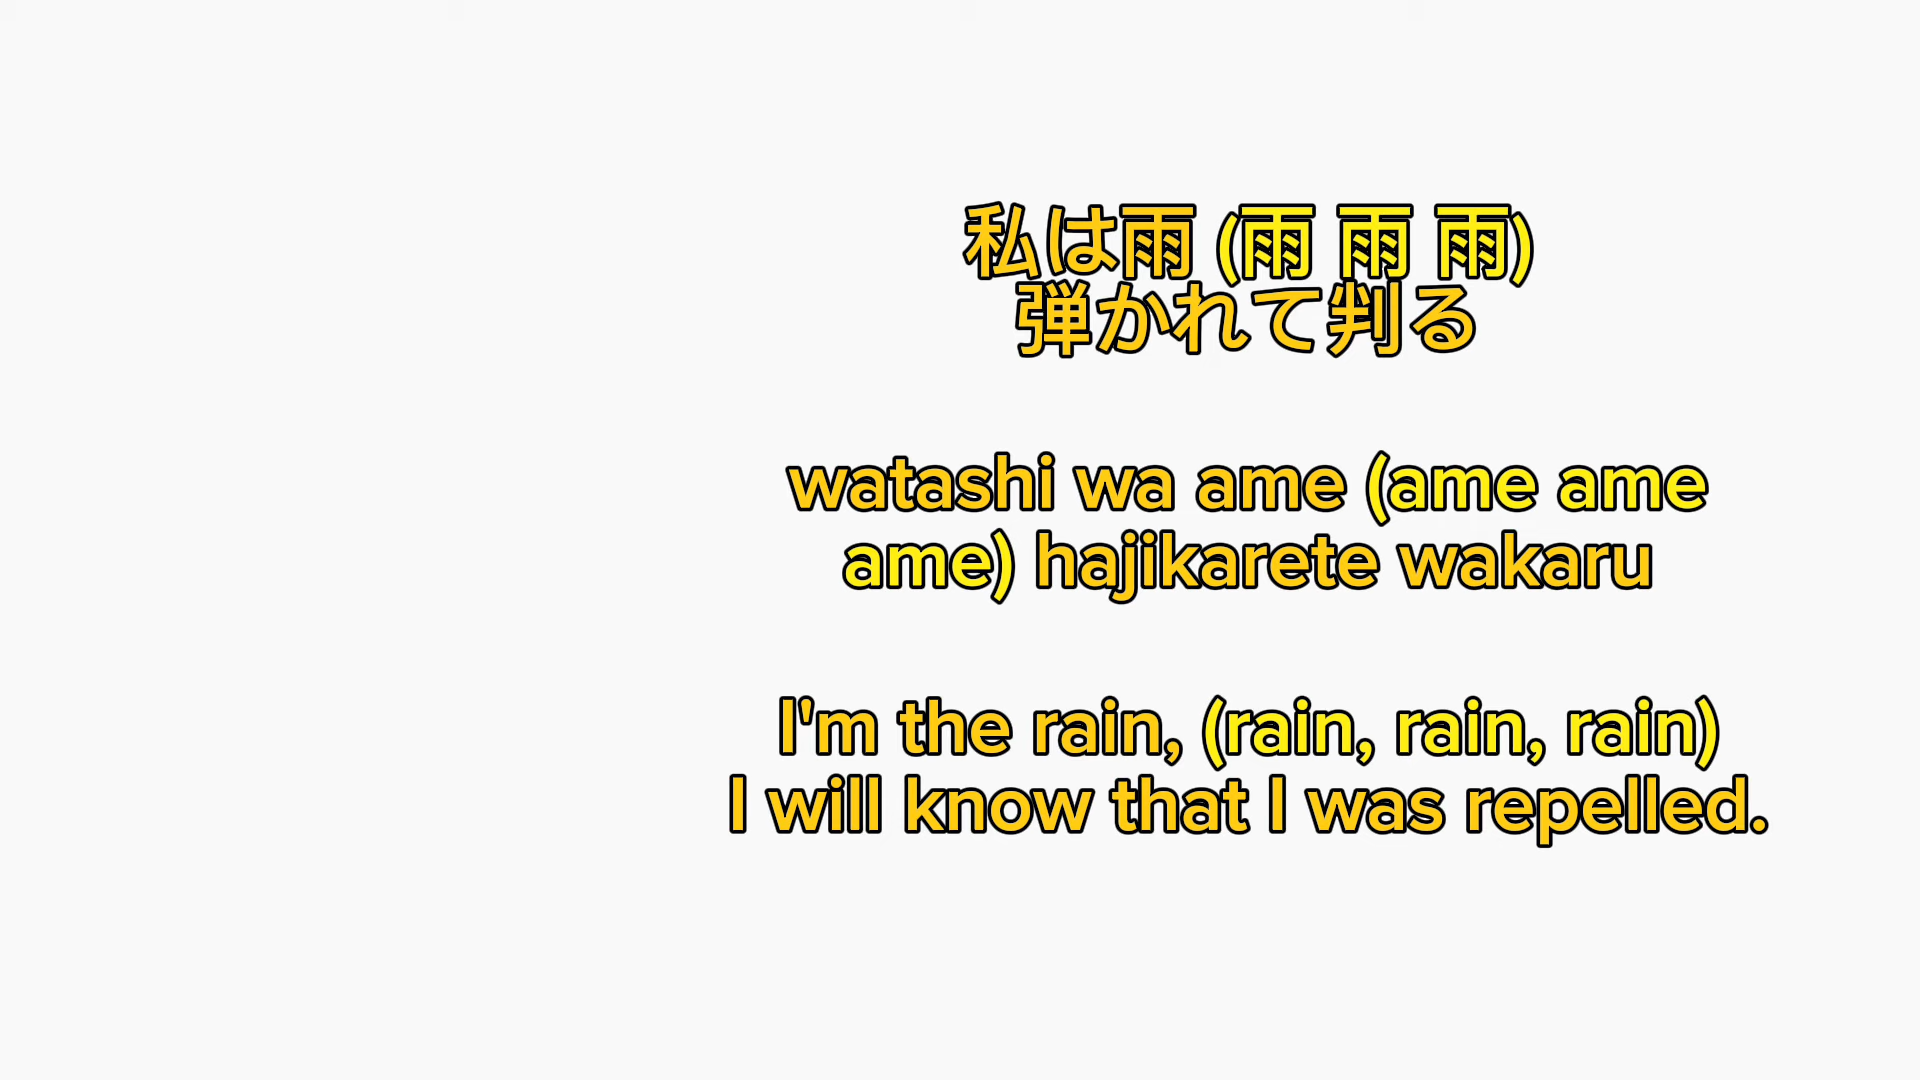 私は雨 (雨 雨 雨)
弾かれて判る
watashi wa ame (ame ame
ame) hajikarete wakaru
I'm the rain, (rain, rain, rain)
I will know that I was repelled.